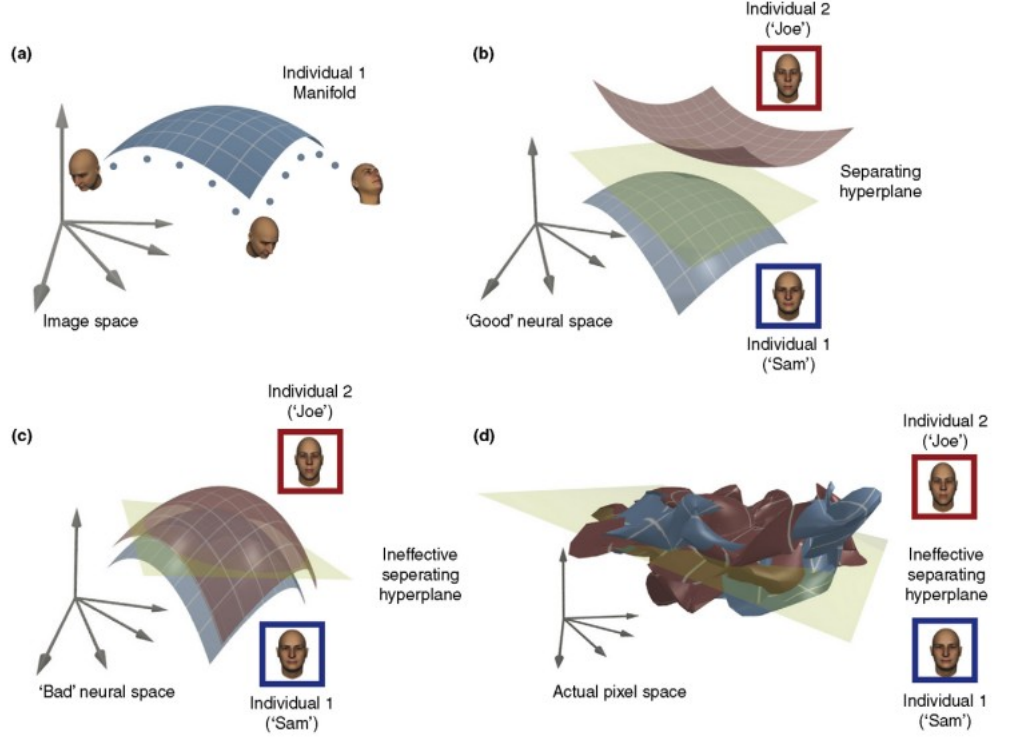 (a)
Individual 1
Manifold
Image space
(b)
Individual 2
('Joe')
Separating
hyperplane
'Good' neural space
Individual 1
('Sam')
(c)
Individual 2
('Joe')
Ineffective
seperating
hyperplane
'Bad' neural space
Individual 1
('Sam')
(d)
Individual 2
('Joe')
Ineffective
separating
hyperplane
Actual pixel space
Individual 1
('Sam')